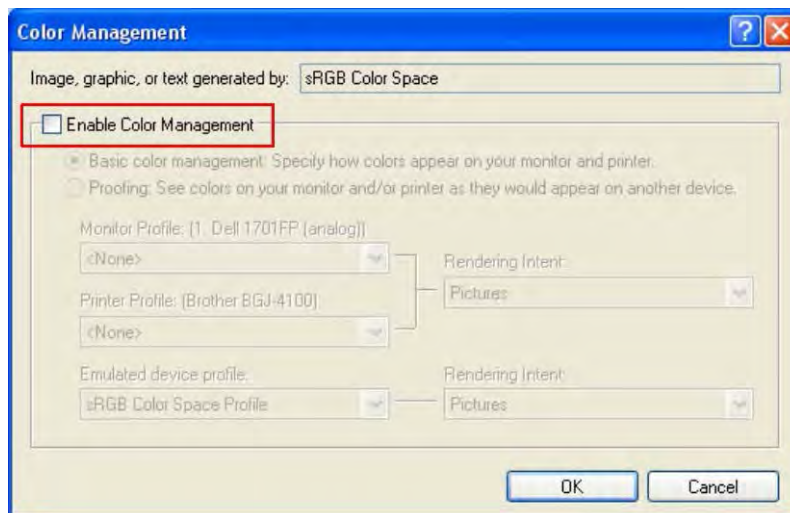 Color Management
Image, graphic, or text generated by: sRGB Color Space
Enable Color Management
Basic color management: Specify how colors appear on your monitor and printer.
Proofing: See colors on your monitor and/or printer as they would appear on another device.
Monitor Profile: (1. Dell 1701FP (analog))
<None>
Rendering Intent:
Pictures
Printer Profile: (Brother BGJ-4100)
<None>
Emulated device profile:
Rendering Intent:
sRGB Color Space Profile
Pictures
OK
Cancel